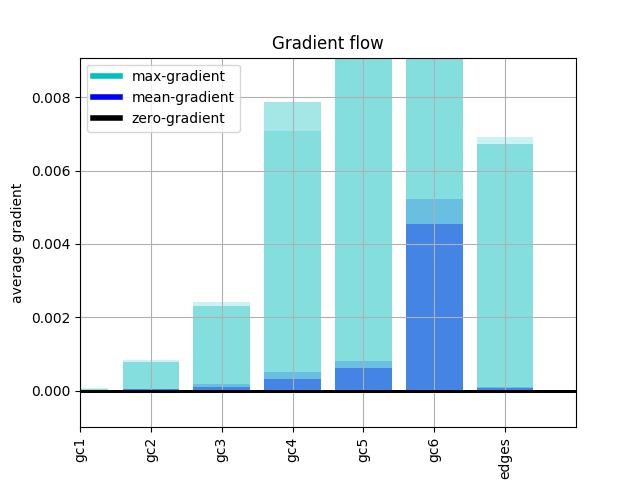 Gradient flow
max-gradient
mean-gradient
zero-gradient
average gradient
0.008
0.006
0.004
0.002
0.000
gc1
gc2
gc3
gc4
gc5
gc6
edges